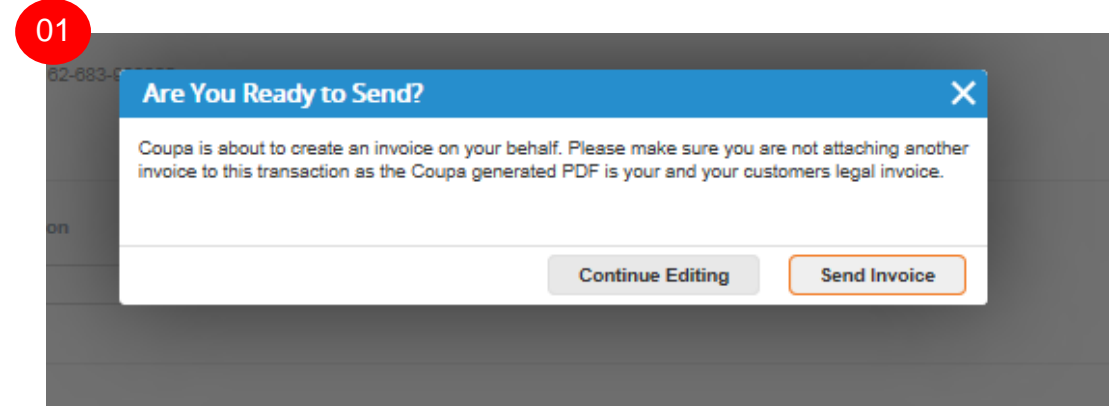 01
Are You Ready to Send?
Coupa is about to create an invoice on your behalf. Please make sure you are not attaching another
invoice to this transaction as the Coupa generated PDF is your and your customers legal invoice.
on
Continue Editing
Send Invoice